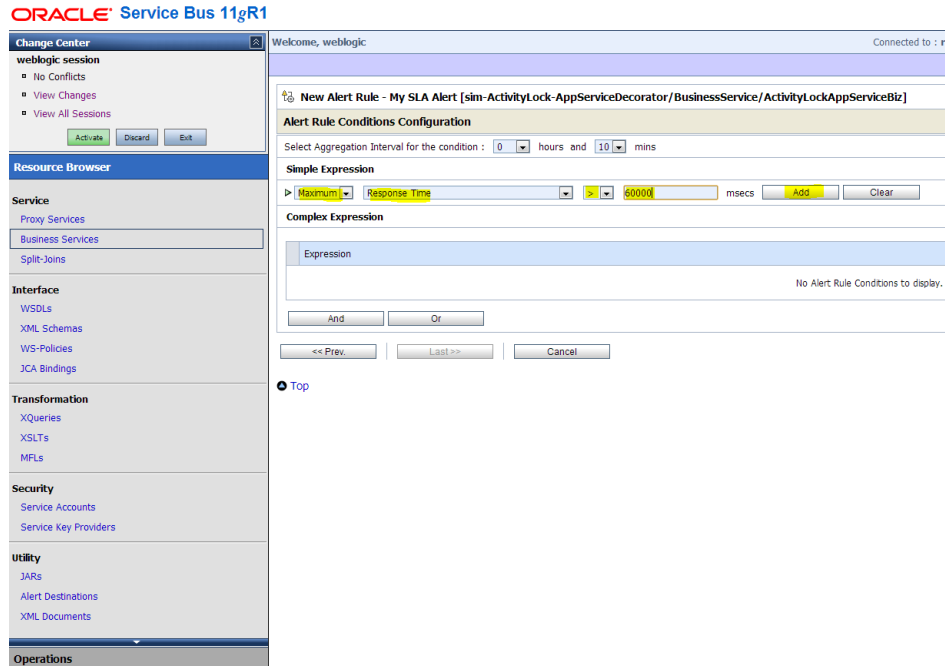 ORACLE Service Bus 11gR1
Change Center
weblogic session
No Conflicts
View Changes
View All Sessions
Activate Discard Exit
Resource Browser
Service
Proxy Services
Business Services
Split-Joins
Interface
WSDLs
XML Schemas
WS-Policies
JCA Bindings
Transformation
XQueries
XSLTs
MFLs
Security
Service Accounts
Service Key Providers
Utility
JARs
Alert Destinations
XML Documents
Operations
Welcome, weblogic Connected to :
New Alert Rule - My SLA Alert [sim-ActivityLock-AppServiceDecorator/BusinessService/ActivityLockAppServiceBiz]
Alert Rule Conditions Configuration
Select Aggregation Interval for the condition : 0 hours and 10 mins
Simple Expression
Maximum Response Time > 60000 msecs Add Clear
Complex Expression
Expression
No Alert Rule Conditions to display.
And Or
<< Prev. Last >> Cancel
Top